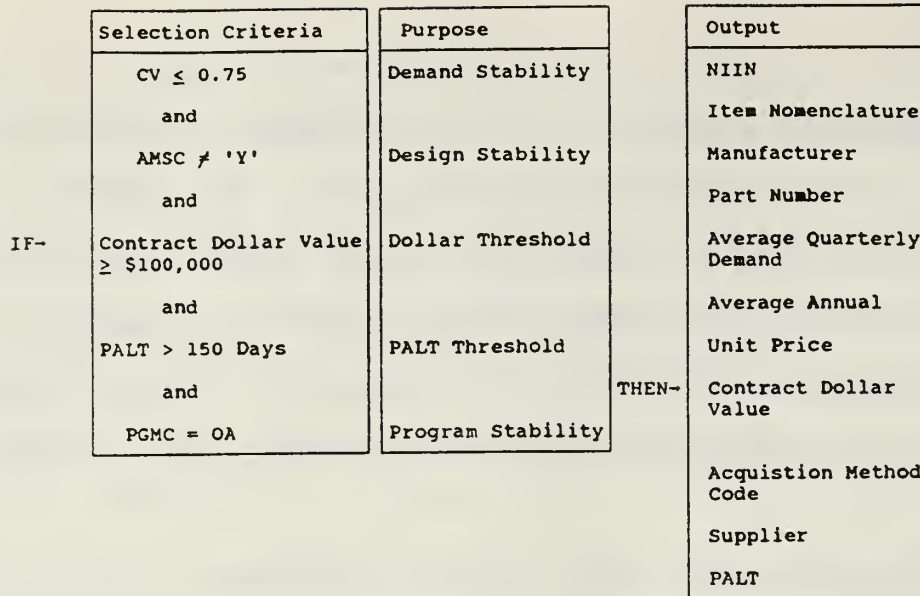 Selection Criteria
Purpose
CV ≤ 0.75
Demand Stability
and
AMSC ≠ 'Y'
Design Stability
and
IF→
Contract Dollar Value
≥ $100,000
Dollar Threshold
and
PALT > 150 Days
PALT Threshold
and
PGMC = OA
Program Stability
THEN→
Output
NIIN
Item Nomenclature
Manufacturer
Part Number
Average Quarterly
Demand
Average Annual
Unit Price
Contract Dollar
Value
Acquistion Method
Code
Supplier
PALT